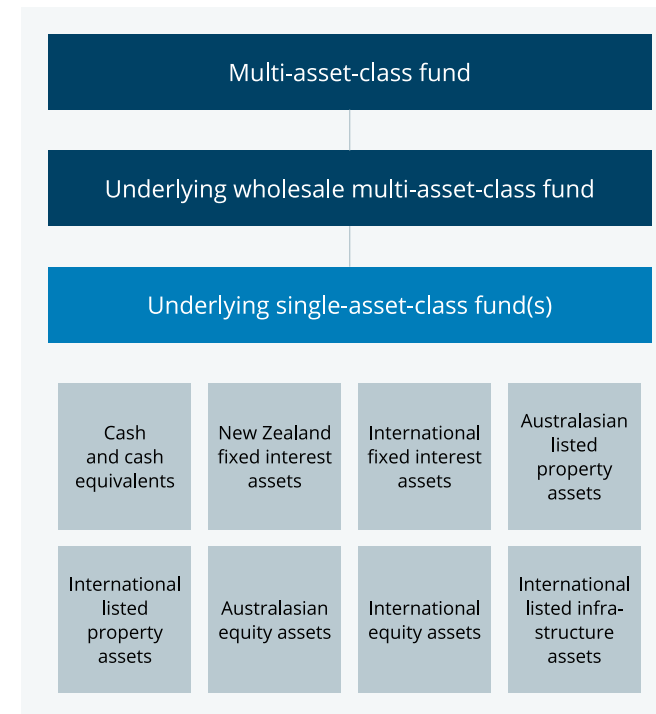 Multi-asset-class fund
Underlying wholesale multi-asset-class fund
Underlying single-asset-class fund(s)
Cash
and cash
equivalents
New Zealand
fixed interest
assets
International
fixed interest
assets
Australasian
listed
property
assets
International
listed
property
assets
Australasian
equity assets
International
equity assets
International
listed infra-
structure
assets